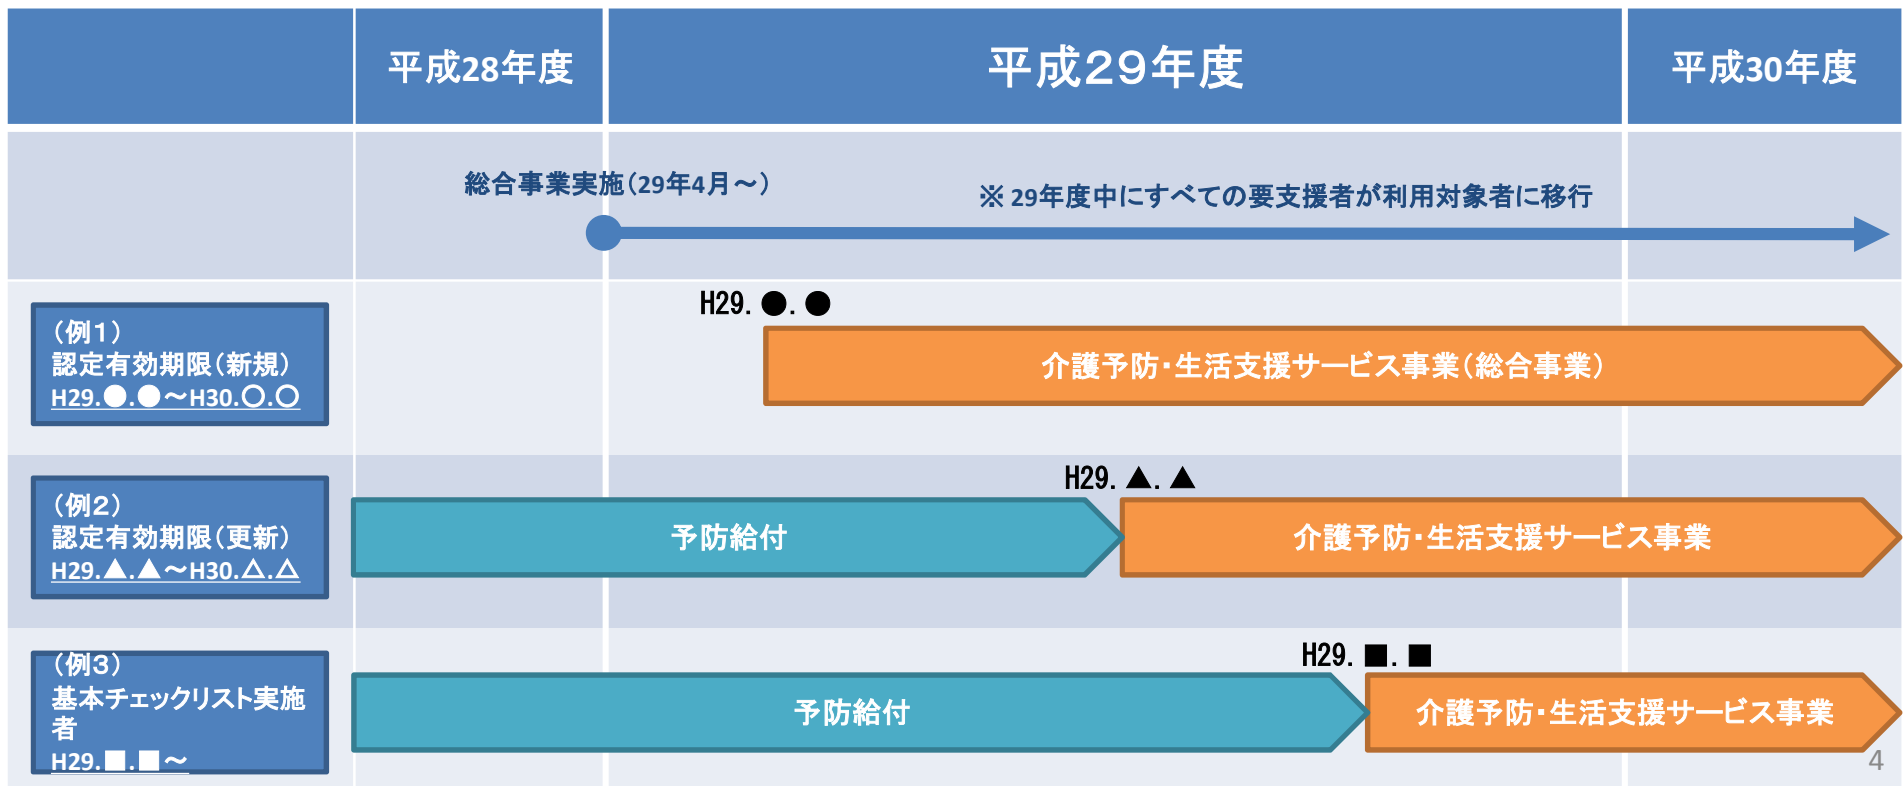 平成28年度
平成29年度
平成30年度
総合事業実施(29年4月~)
※ 29年度中にすべての要支援者が利用対象者に移行
H29. ●. ●
(例1)
認定有効期限(新規)
H29.●.●~H30.○.○
介護予防・生活支援サービス事業(総合事業)
H29. ▲. ▲
(例2)
認定有効期限(更新)
H29.▲.▲~H30.△.△
予防給付
介護予防・生活支援サービス事業
H29. ■. ■
(例3)
基本チェックリスト実施
者
H29.■.■~
予防給付
介護予防・生活支援サービス事業
4